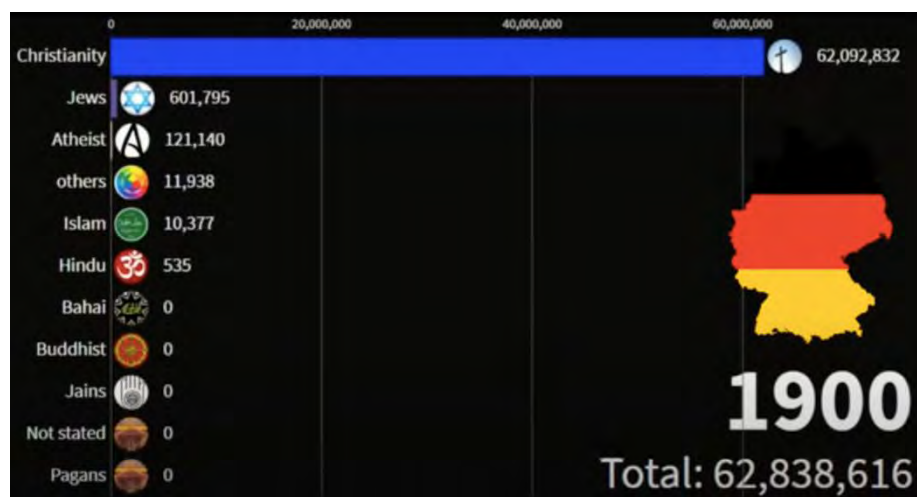 0 20,000,000 40,000,000 60,000,000
Christianity 62,092,832
Jews 601,795
Atheist 121,140
others 11,938
Islam 10,377
Hindu 535
Bahai 0
Buddhist 0
Jains 0
Not stated 0
Pagans 0
1900
Total: 62,838,616